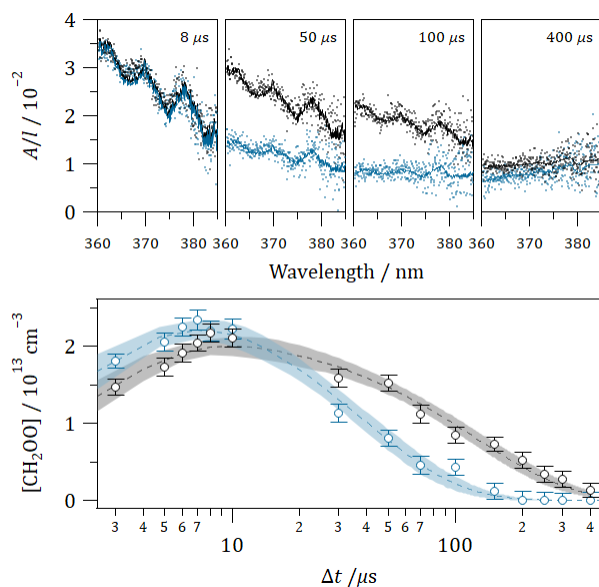 4
3
2
1
0
A/l / 10⁻²
8 μs
50 μs
100 μs
400 μs
360 370 380 360 370 380 360 370 380 360 370 380
Wavelength / nm
[CH₂OO] / 10¹³ cm⁻³
2
1
0
3 4 5 6 7 10 2 3 4 5 6 7 100 2 3 4
Δt /μs